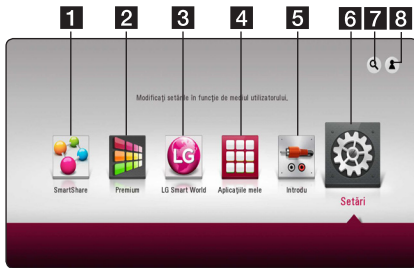 1 2 3 4 5 6 7 8
Modificați setările în funcție de mediul utilizatorului.
LG
SmartShare Premium LG Smart World Aplicațiile mele Introdu
Setări